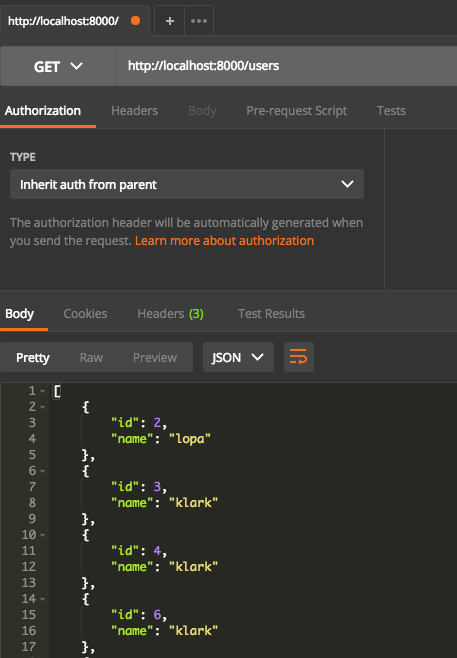 http://localhost:8000/
GET http://localhost:8000/users
Authorization Headers Body Pre-request Script Tests
TYPE
Inherit auth from parent
The authorization header will be automatically generated when
you send the request. Learn more about authorization
Body Cookies Headers (3) Test Results
Pretty Raw Preview JSON
1 [
2 {
3 "id": 2,
4 "name": "lopa"
5 },
6 {
7 "id": 3,
8 "name": "klark"
9 },
10 {
11 "id": 4,
12 "name": "klark"
13 },
14 {
15 "id": 6,
16 "name": "klark"
17 },